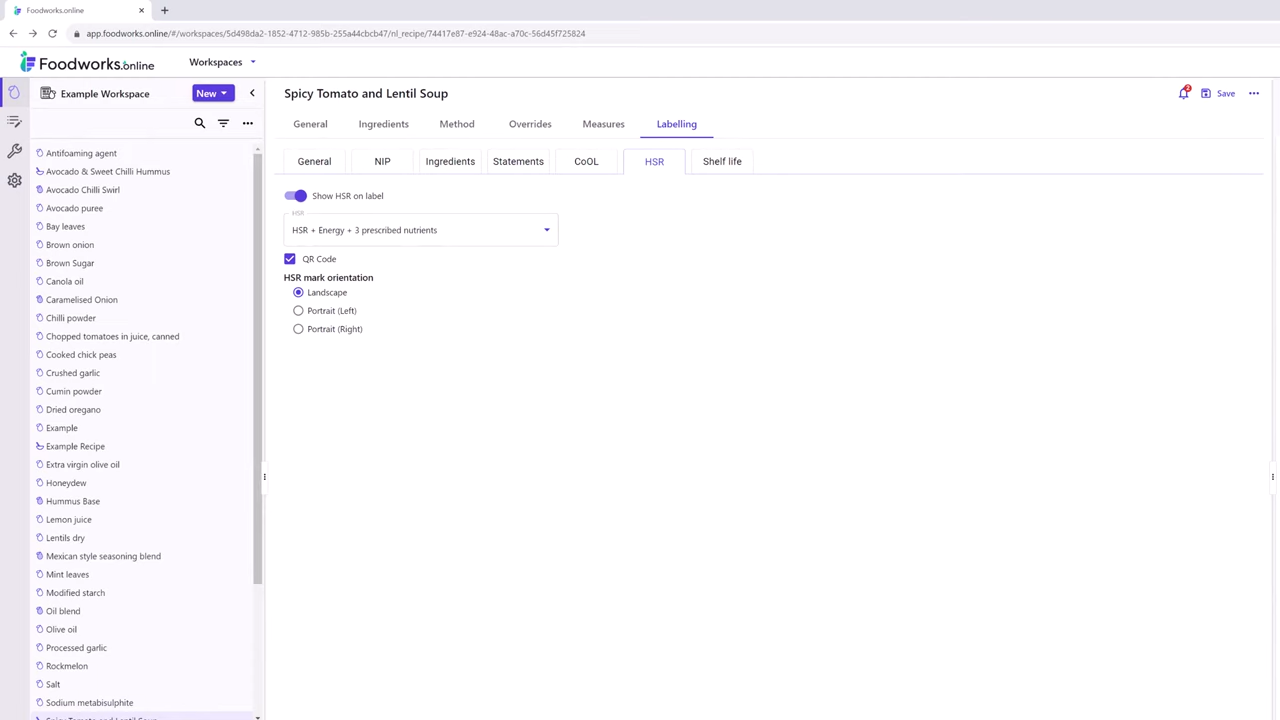 Foodworks.online
app.foodworks.online/#/workspaces/5d498da2-1852-4712-985b-255a44cbcb47/nl_recipe/74417e87-e924-48ac-a70c-56d45f725824
Foodworks.online Workspaces
Example Workspace New
Spicy Tomato and Lentil Soup
2 Save
General Ingredients Method Overrides Measures Labelling
General NIP Ingredients Statements CoOL HSR Shelf life
Show HSR on label
HSR
HSR + Energy + 3 prescribed nutrients
QR Code
HSR mark orientation
Landscape
Portrait (Left)
Portrait (Right)
Antifoaming agent
Avocado & Sweet Chilli Hummus
Avocado Chilli Swirl
Avocado puree
Bay leaves
Brown onion
Brown Sugar
Canola oil
Caramelised Onion
Chilli powder
Chopped tomatoes in juice, canned
Cooked chick peas
Crushed garlic
Cumin powder
Dried oregano
Example
Example Recipe
Extra virgin olive oil
Honeydew
Hummus Base
Lemon juice
Lentils dry
Mexican style seasoning blend
Mint leaves
Modified starch
Oil blend
Olive oil
Processed garlic
Rockmelon
Salt
Sodium metabisulphite
Spicy Tomato and Lentil Soup